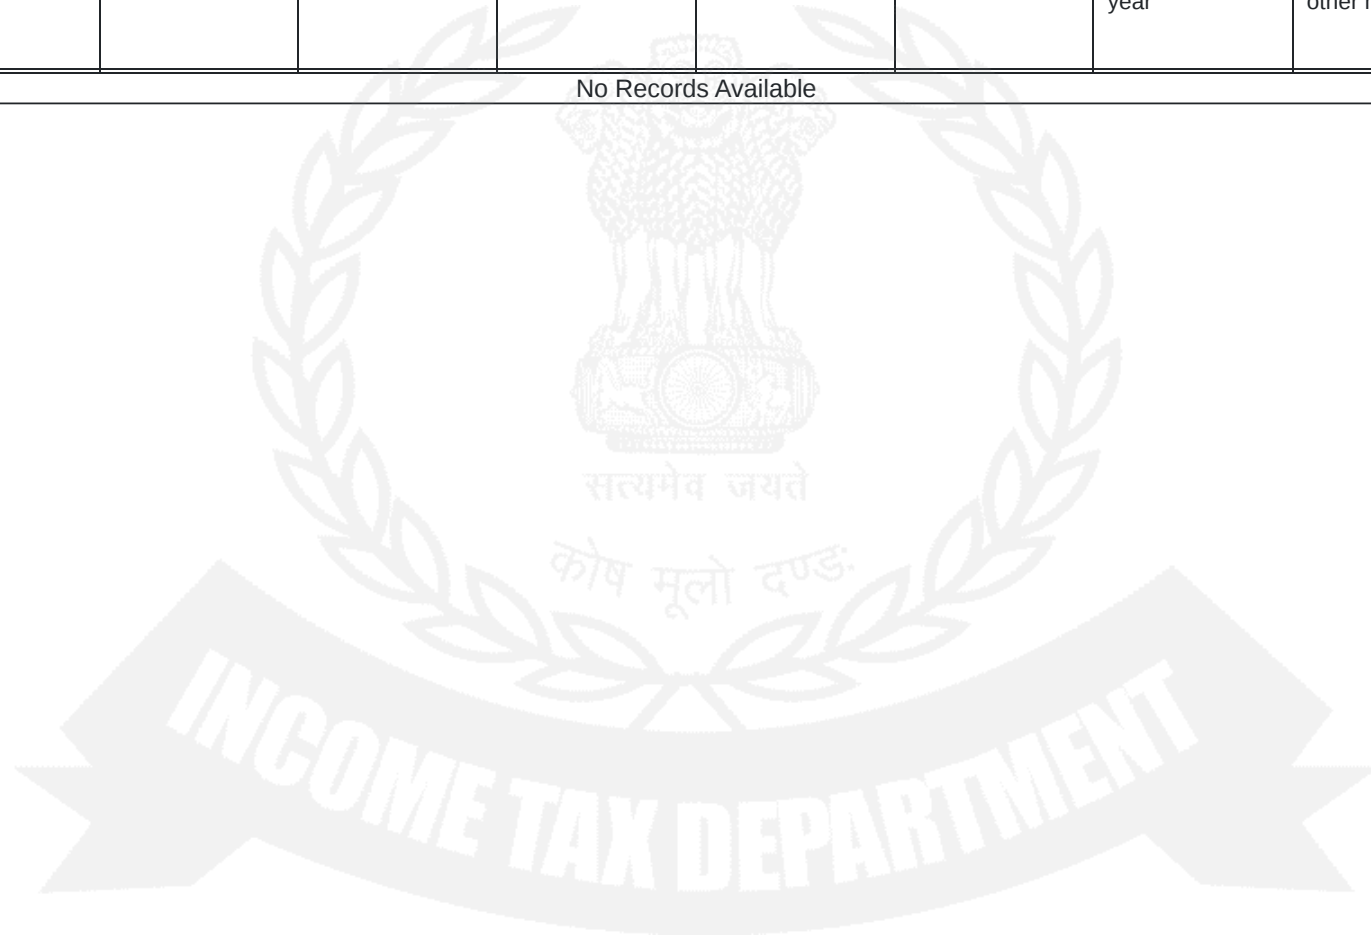 year
other
No Records Available
सत्यमेव जयते
कोष मूलो दण्डः
INCOME TAX DEPARTMENT